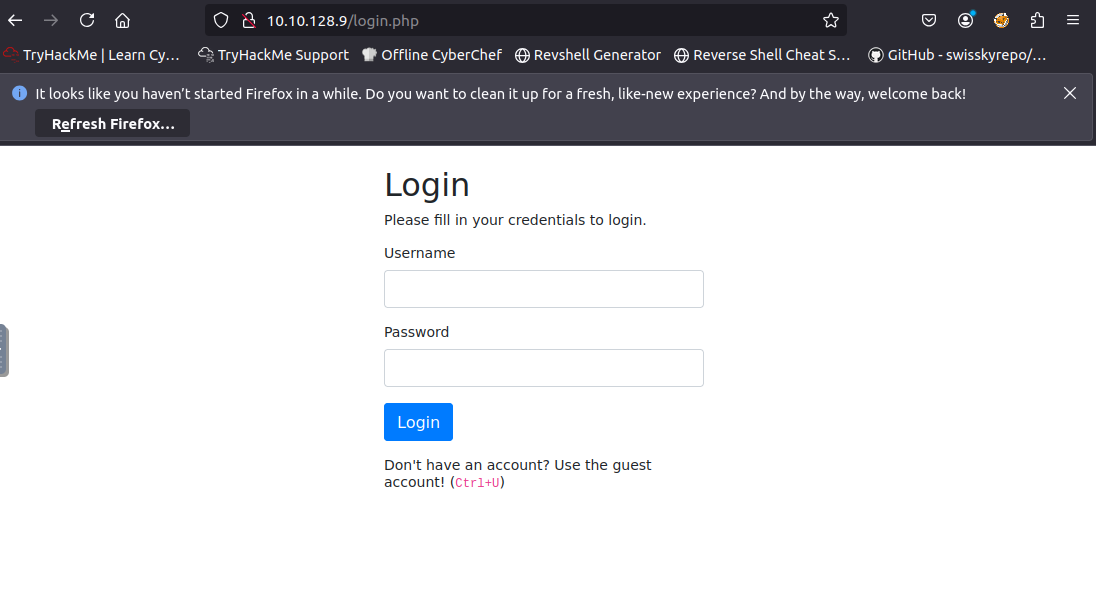 10.10.128.9/login.php
TryHackMe | Learn Cy... TryHackMe Support Offline CyberChef Revshell Generator Reverse Shell Cheat S... GitHub - swisskyrepo/...
It looks like you haven't started Firefox in a while. Do you want to clean it up for a fresh, like-new experience? And by the way, welcome back!
Refresh Firefox...
Login
Please fill in your credentials to login.
Username
Password
Login
Don't have an account? Use the guest
account! (Ctrl+U)